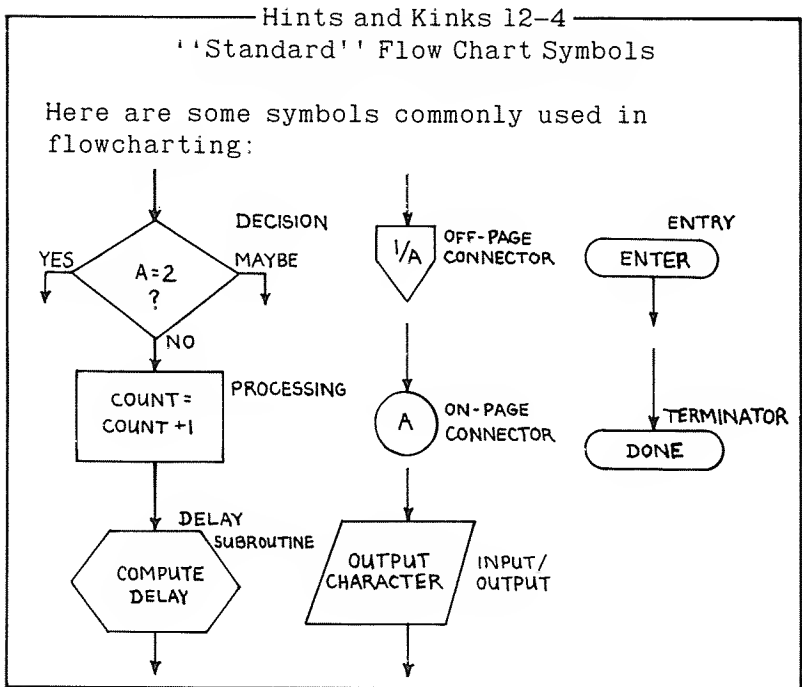 Hints and Kinks 12–4
‘‘Standard’’ Flow Chart Symbols
Here are some symbols commonly used in
flowcharting:
DECISION
YES
MAYBE
A=2
?
NO
COUNT=
COUNT +1
PROCESSING
DELAY
SUBROUTINE
COMPUTE
DELAY
1/A
OFF-PAGE
CONNECTOR
A
ON-PAGE
CONNECTOR
OUTPUT
CHARACTER
INPUT/
OUTPUT
ENTRY
ENTER
TERMINATOR
DONE